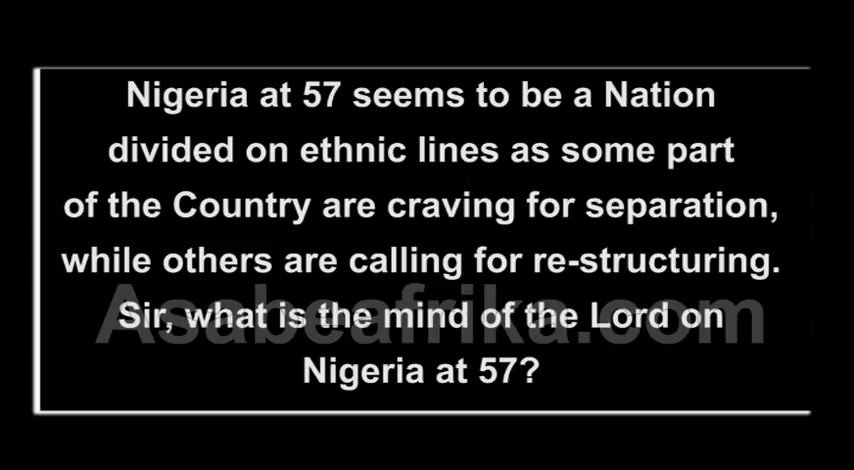 Nigeria at 57 seems to be a Nation
divided on ethnic lines as some part
of the Country are craving for separation,
while others are calling for re-structuring.
Sir, what is the mind of the Lord on
Nigeria at 57?
Asabeafrika.com